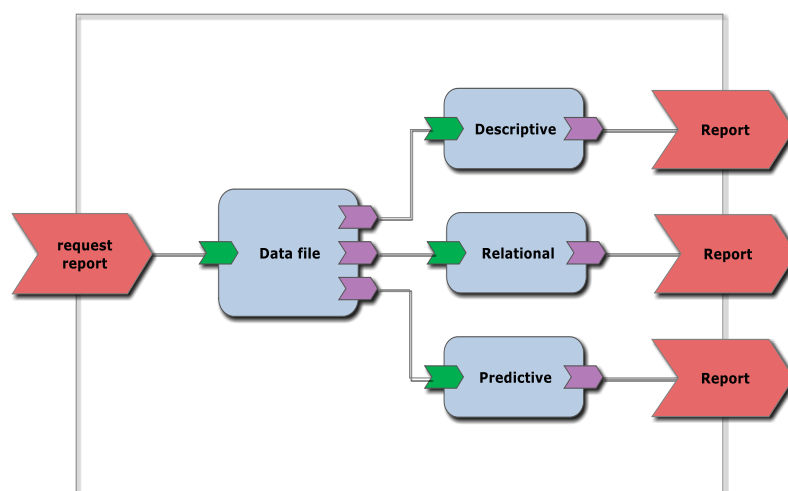 Descriptive
Report
request
report
Data file
Relational
Report
Predictive
Report